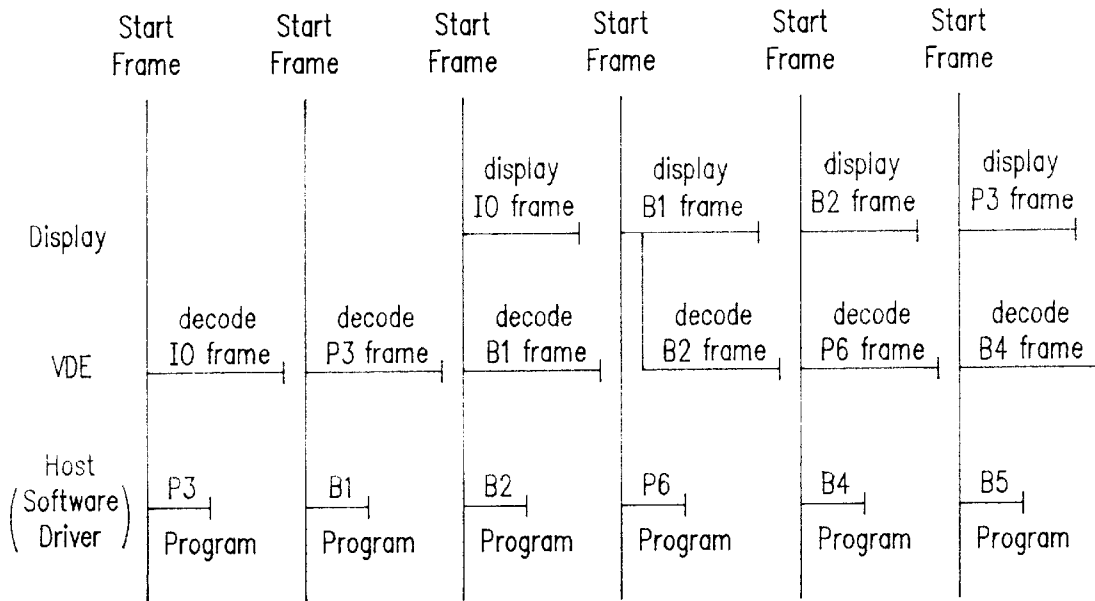 Start Start Start Start Start Start
Frame Frame Frame Frame Frame Frame
display display display display
I0 frame B1 frame B2 frame P3 frame
Display
decode decode decode decode decode decode
I0 frame P3 frame B1 frame B2 frame P6 frame B4 frame
VDE
Host
(Software
Driver)
P3 B1 B2 P6 B4 B5
Program Program Program Program Program Program